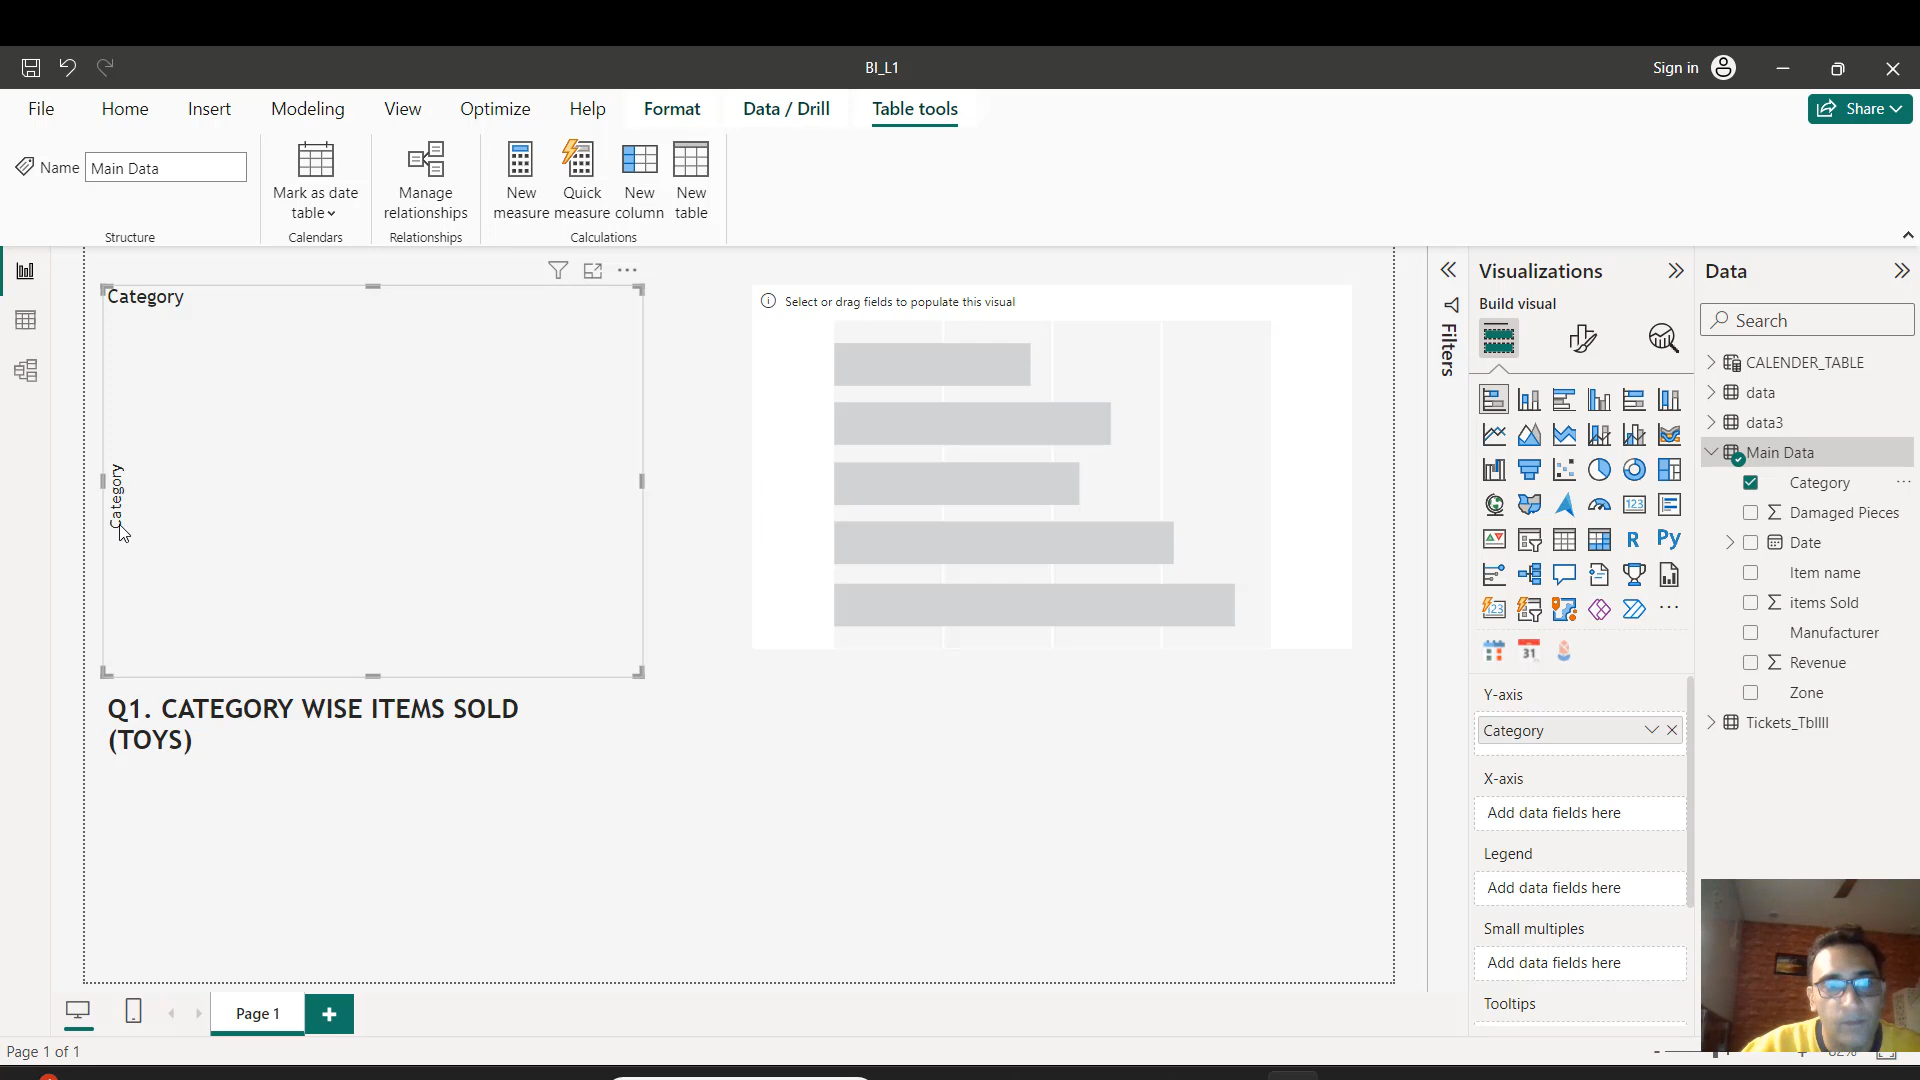 BI_L1
Sign in
File
Home
Insert
Modeling
View
Optimize
Help
Format
Data / Drill
Table tools
Share
Name
Main Data
Mark as date
table
Manage
relationships
New
measure
Quick
measure
New
column
New
table
Structure
Calendars
Relationships
Calculations
Category
Category
Select or drag fields to populate this visual
Q1. CATEGORY WISE ITEMS SOLD
(TOYS)
Filters
Visualizations
Build visual
123
R
Py
123
31
Y-axis
Category
X-axis
Add data fields here
Legend
Add data fields here
Small multiples
Add data fields here
Tooltips
Data
Search
CALENDER_TABLE
data
data3
Main Data
Category
Σ Damaged Pieces
Date
Item name
Σ items Sold
Manufacturer
Σ Revenue
Zone
Tickets_Tbllll
Page 1
Page 1 of 1